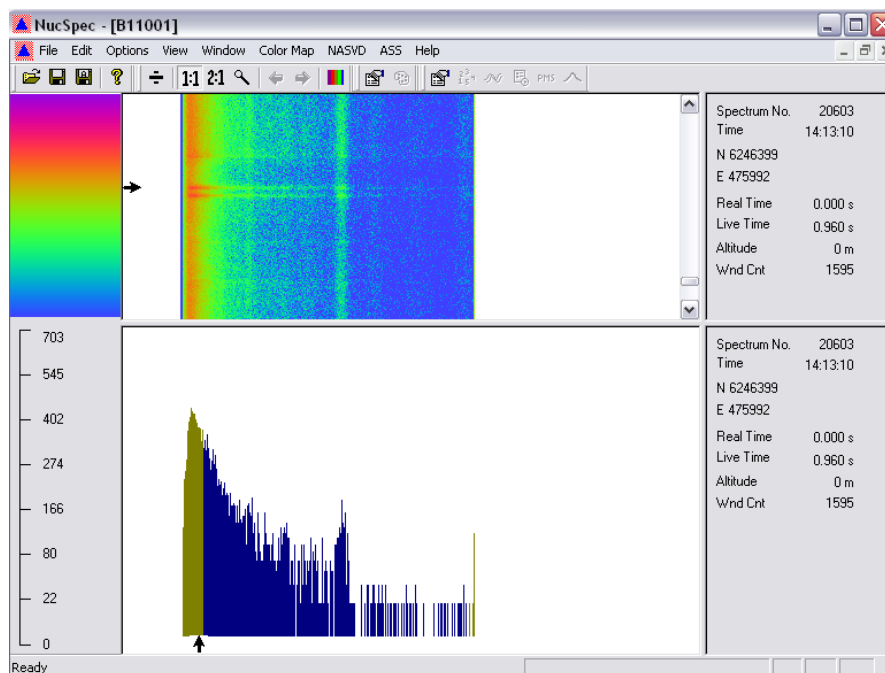 NucSpec - [B11001]
File Edit Options View Window Color Map NASVD ASS Help
1:1 2:1 PMS
Spectrum No. 20603
Time 14:13:10
N 6246399
E 475992
Real Time 0.000 s
Live Time 0.960 s
Altitude 0 m
Wnd Cnt 1595
703
545
402
274
166
80
22
0
Spectrum No. 20603
Time 14:13:10
N 6246399
E 475992
Real Time 0.000 s
Live Time 0.960 s
Altitude 0 m
Wnd Cnt 1595
Ready